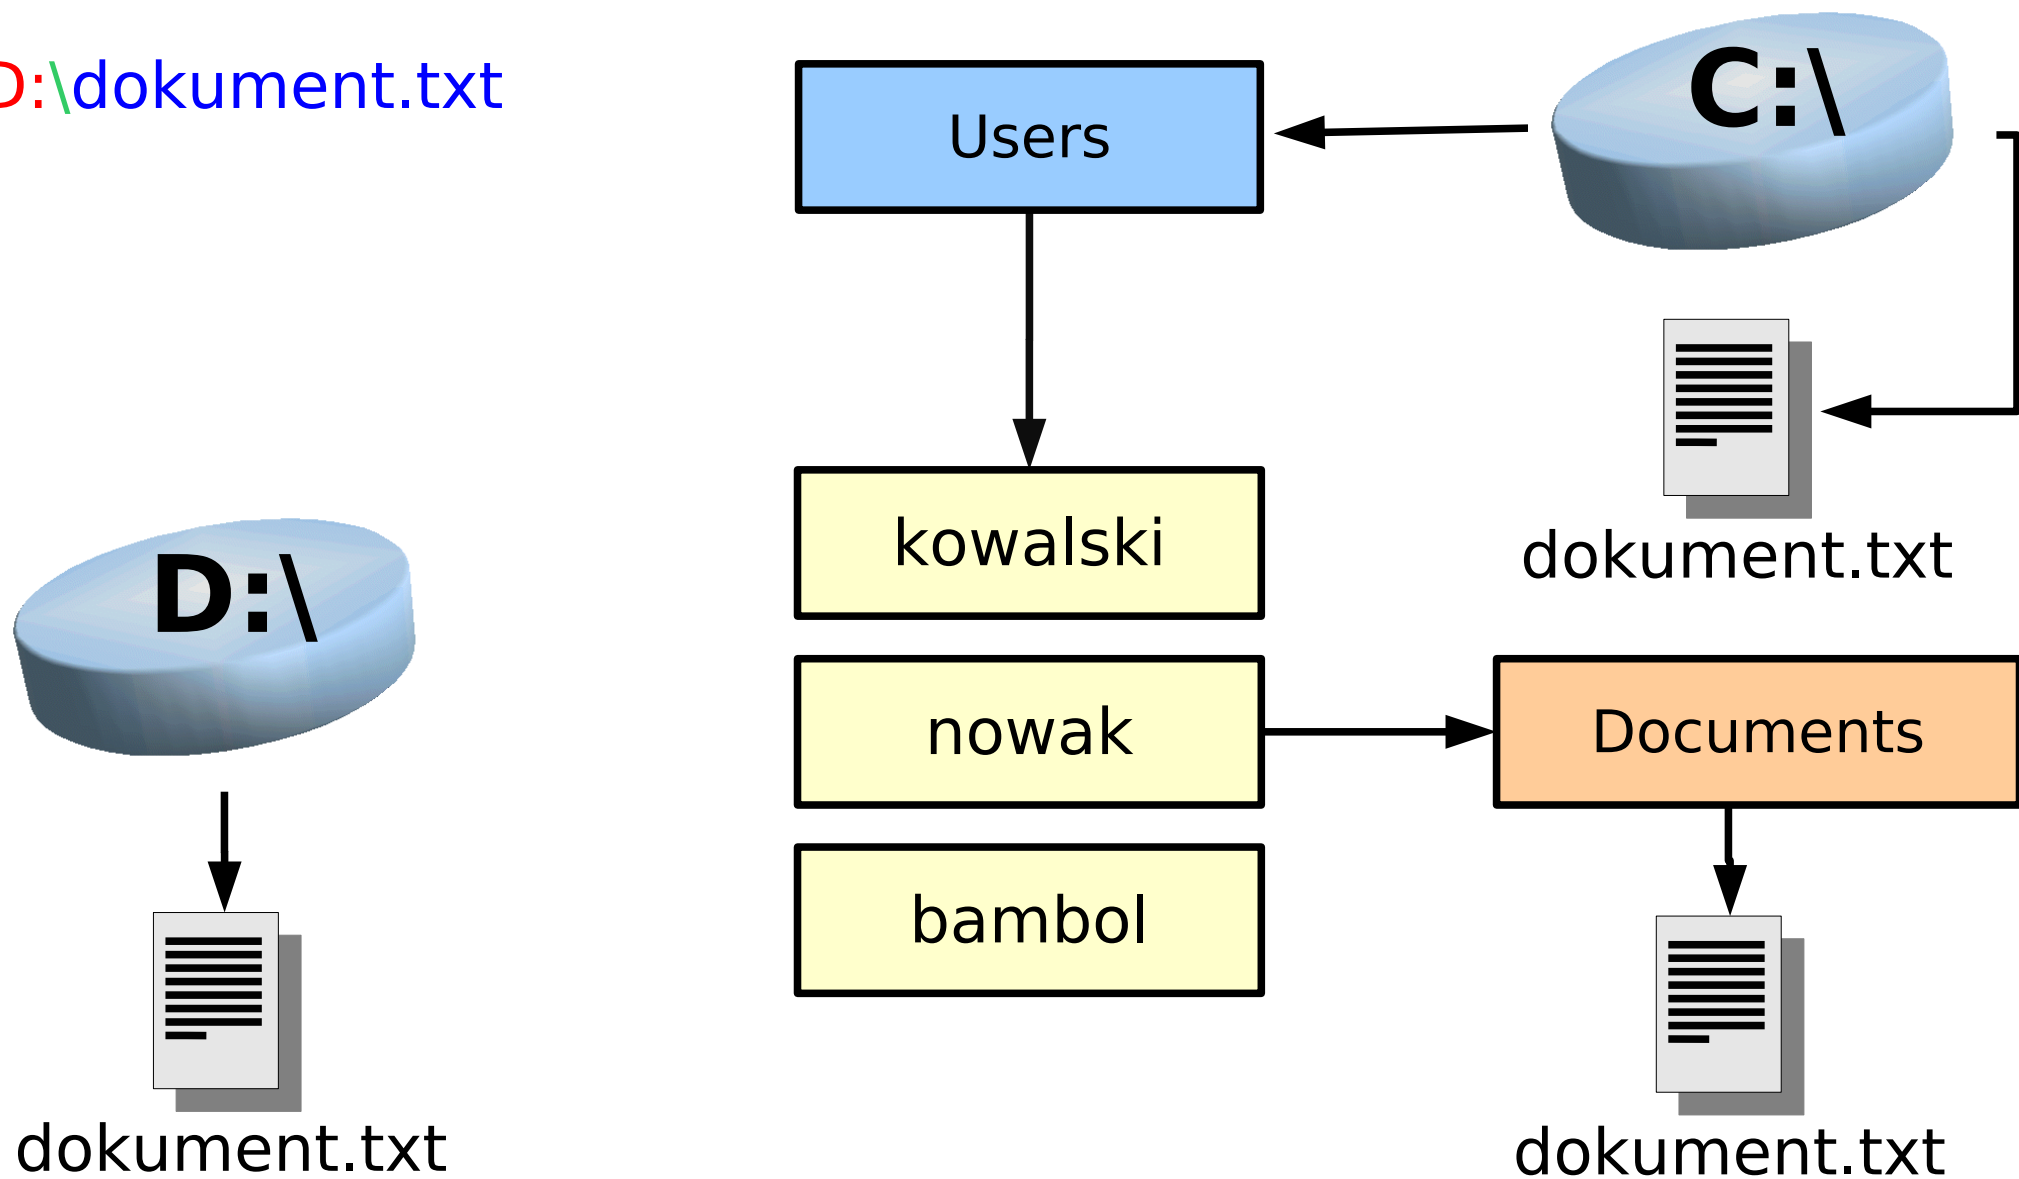 D:\dokument.txt
Users
C:\
kowalski
dokument.txt
D:\
nowak
Documents
bambol
dokument.txt
dokument.txt